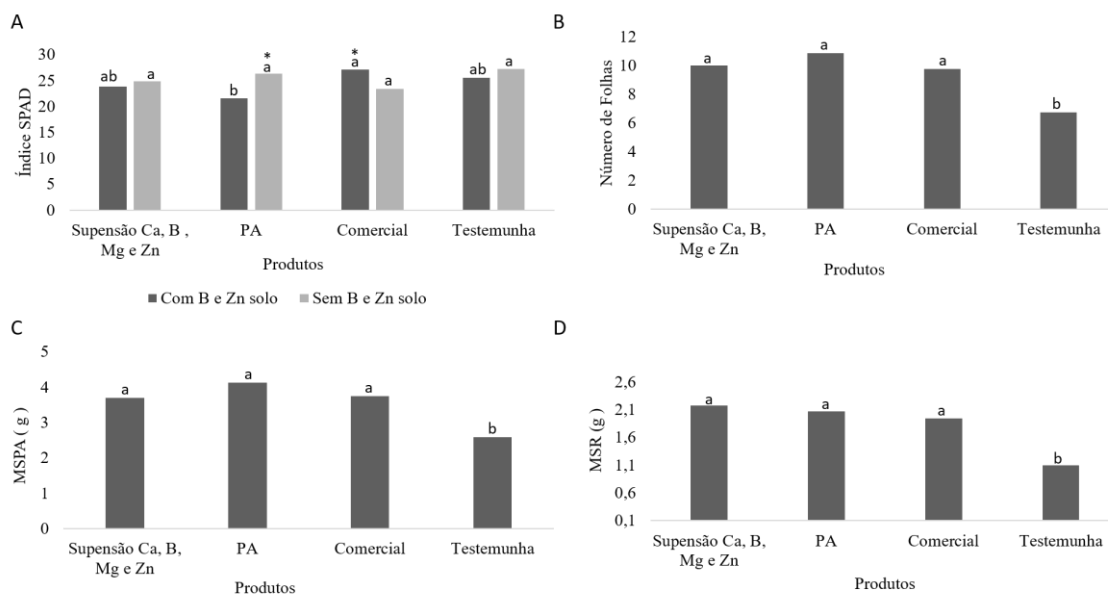 A
Índice SPAD
30
25
20
15
10
5
0
ab
a
b
*
a
*
a
a
ab
a
Supensão Ca, B ,
Mg e Zn
PA
Comercial
Testemunha
Produtos
Com B e Zn solo
Sem B e Zn solo
B
Número de Folhas
12
10
8
6
4
2
0
a
a
a
b
Supensão Ca, B,
Mg e Zn
PA
Comercial
Testemunha
Produtos
C
MSPA ( g )
5
4
3
2
1
0
a
a
a
b
Supensão Ca, B,
Mg e Zn
PA
Comercial
Testemunha
Produtos
D
MSR (g )
2,6
2,1
1,6
1,1
0,6
0,1
a
a
a
b
Supensão Ca, B,
Mg e Zn
PA
Comercial
Testemunha
Produtos